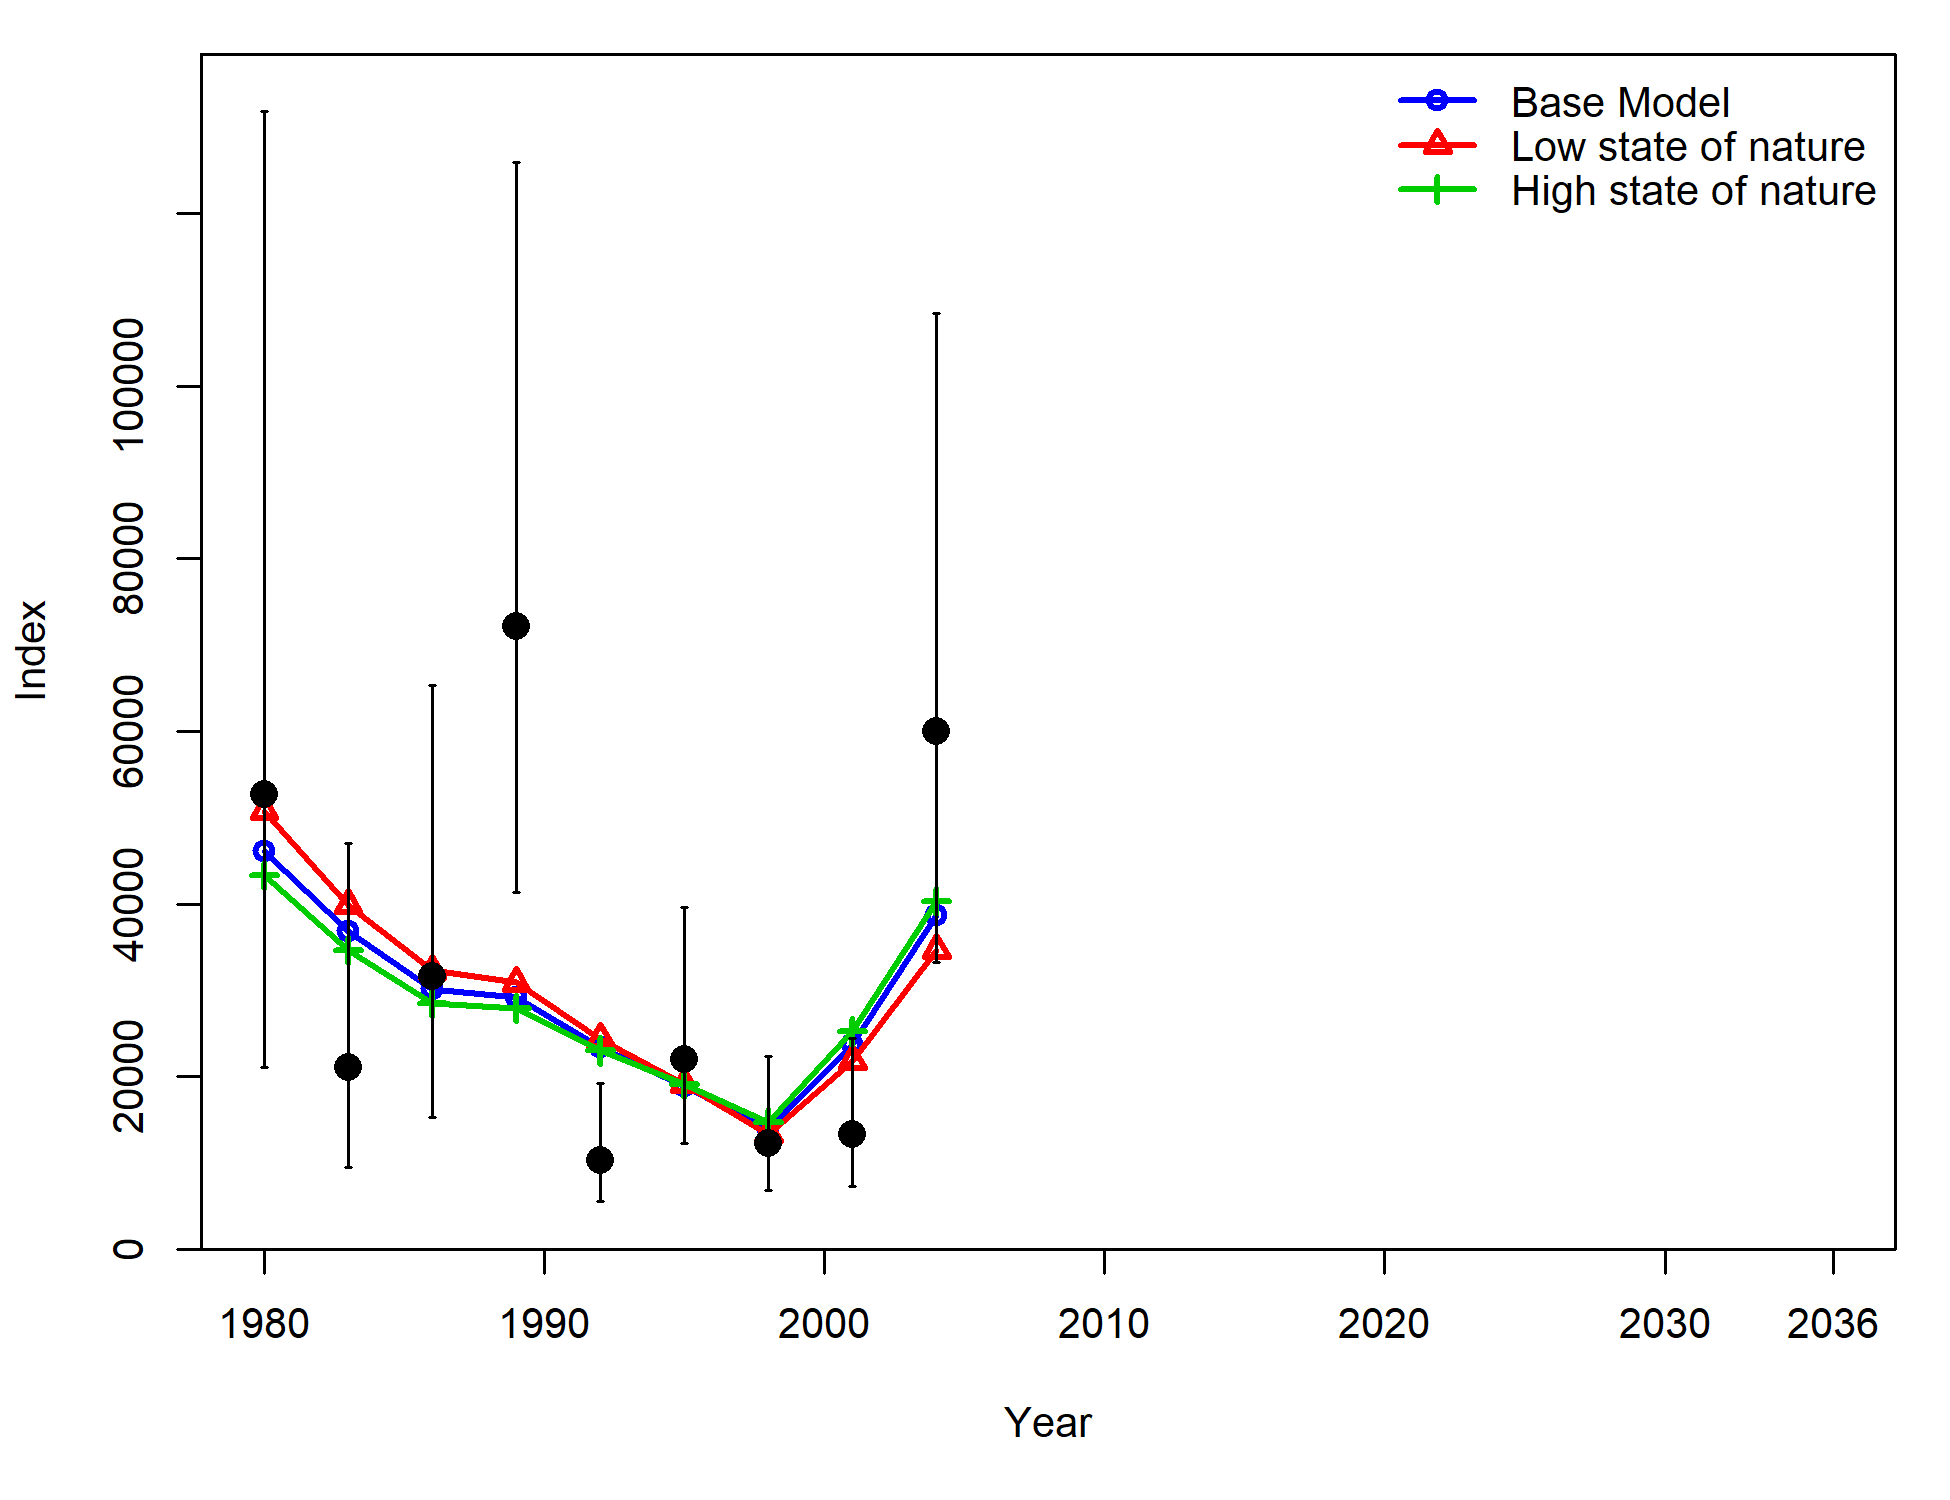 Base Model
Low state of nature
High state of nature
Index
100000
80000
60000
40000
20000
0
1980 1990 2000 2010 2020 2030 2036
Year